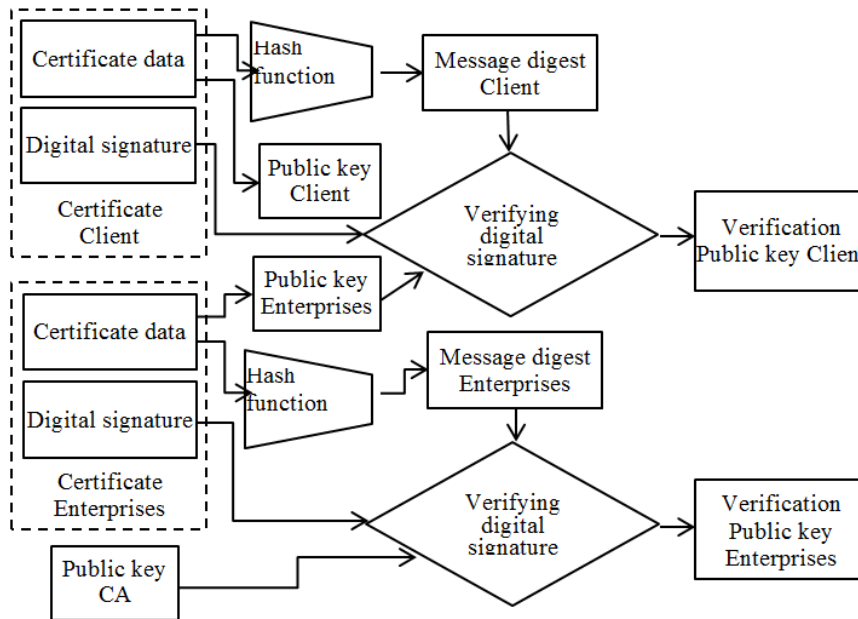 Certificate data
Hash
function
Message digest
Client
Digital signature
Public key
Client
Certificate
Client
Verifying
digital
signature
Verification
Public key Client
Public key
Enterprises
Certificate data
Hash
function
Message digest
Enterprises
Digital signature
Certificate
Enterprises
Verifying
digital
signature
Verification
Public key
Enterprises
Public key
CA